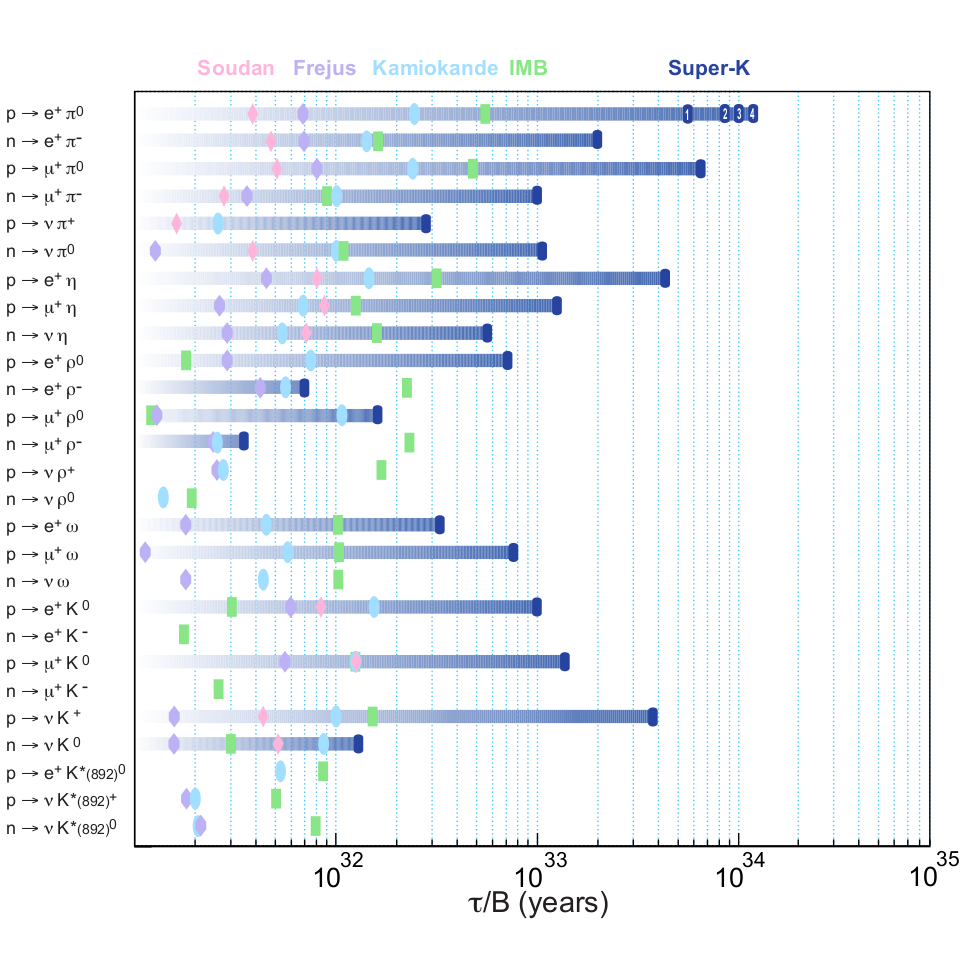 Soudan Frejus Kamiokande IMB Super-K
p → e⁺ π⁰ 1 2 3 4
n → e⁺ π⁻
p → μ⁺ π⁰
n → μ⁺ π⁻
p → ν π⁺
n → ν π⁰
p → e⁺ η
p → μ⁺ η
n → ν η
p → e⁺ ρ⁰
n → e⁺ ρ⁻
p → μ⁺ ρ⁰
n → μ⁺ ρ⁻
p → ν ρ⁺
n → ν ρ⁰
p → e⁺ ω
p → μ⁺ ω
n → ν ω
p → e⁺ K⁰
n → e⁺ K⁻
p → μ⁺ K⁰
n → μ⁺ K⁻
p → ν K⁺
n → ν K⁰
p → e⁺ K*(892)⁰
p → ν K*(892)⁺
n → ν K*(892)⁰
10³² 10³³ 10³⁴ 10³⁵
τ/B (years)